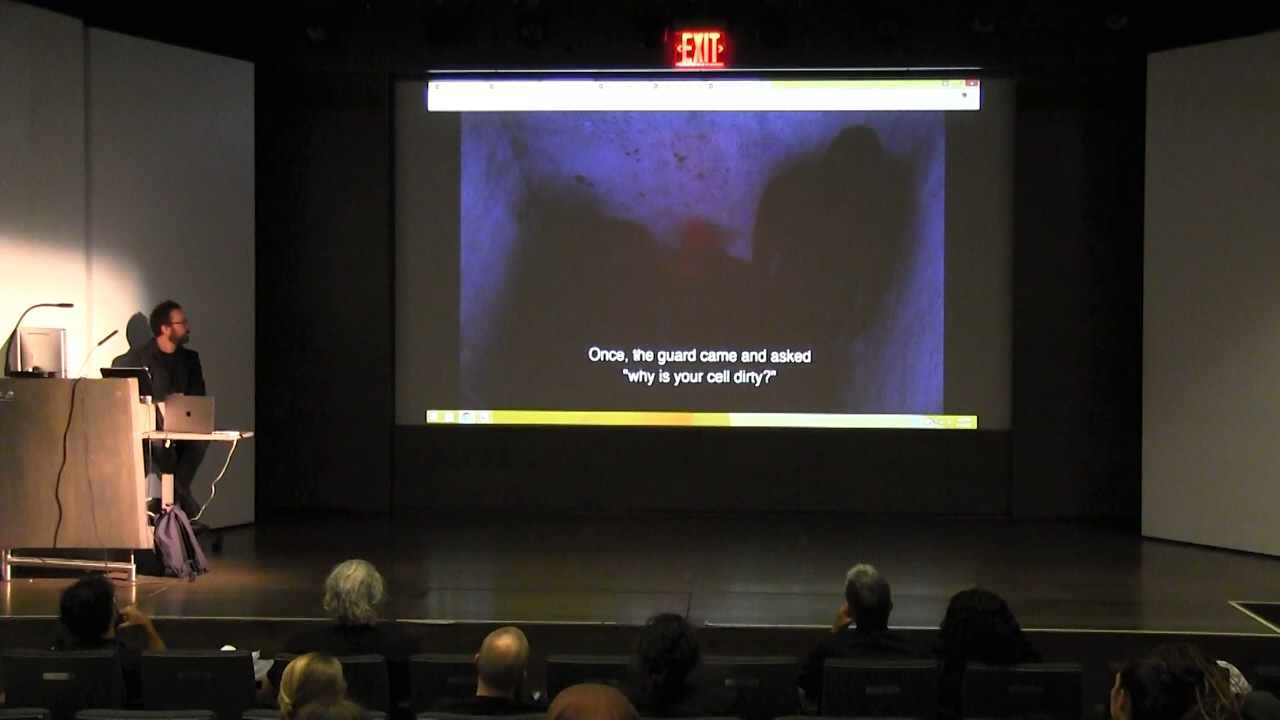 EXIT
Once, the guard came and asked
"why is your cell dirty?"